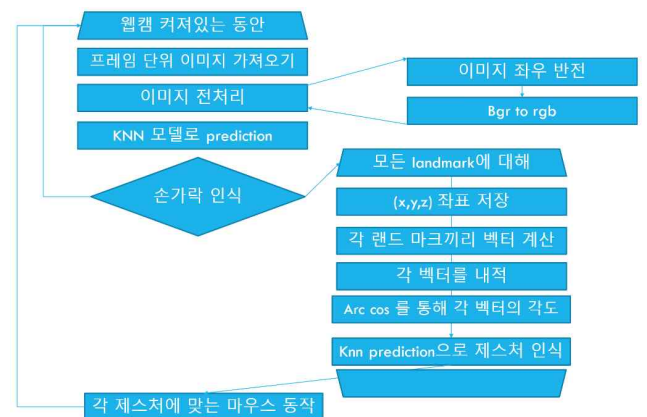 웹캠 커져있는 동안
프레임 단위 이미지 가져오기
이미지 전처리
이미지 좌우 반전
Bgr to rgb
KNN 모델로 prediction
손가락 인식
모든 landmark에 대해
(x,y,z) 좌표 저장
각 랜드 마크끼리 벡터 계산
각 벡터를 내적
Arc cos 를 통해 각 벡터의 각도
Knn prediction으로 제스처 인식
각 제스처에 맞는 마우스 동작